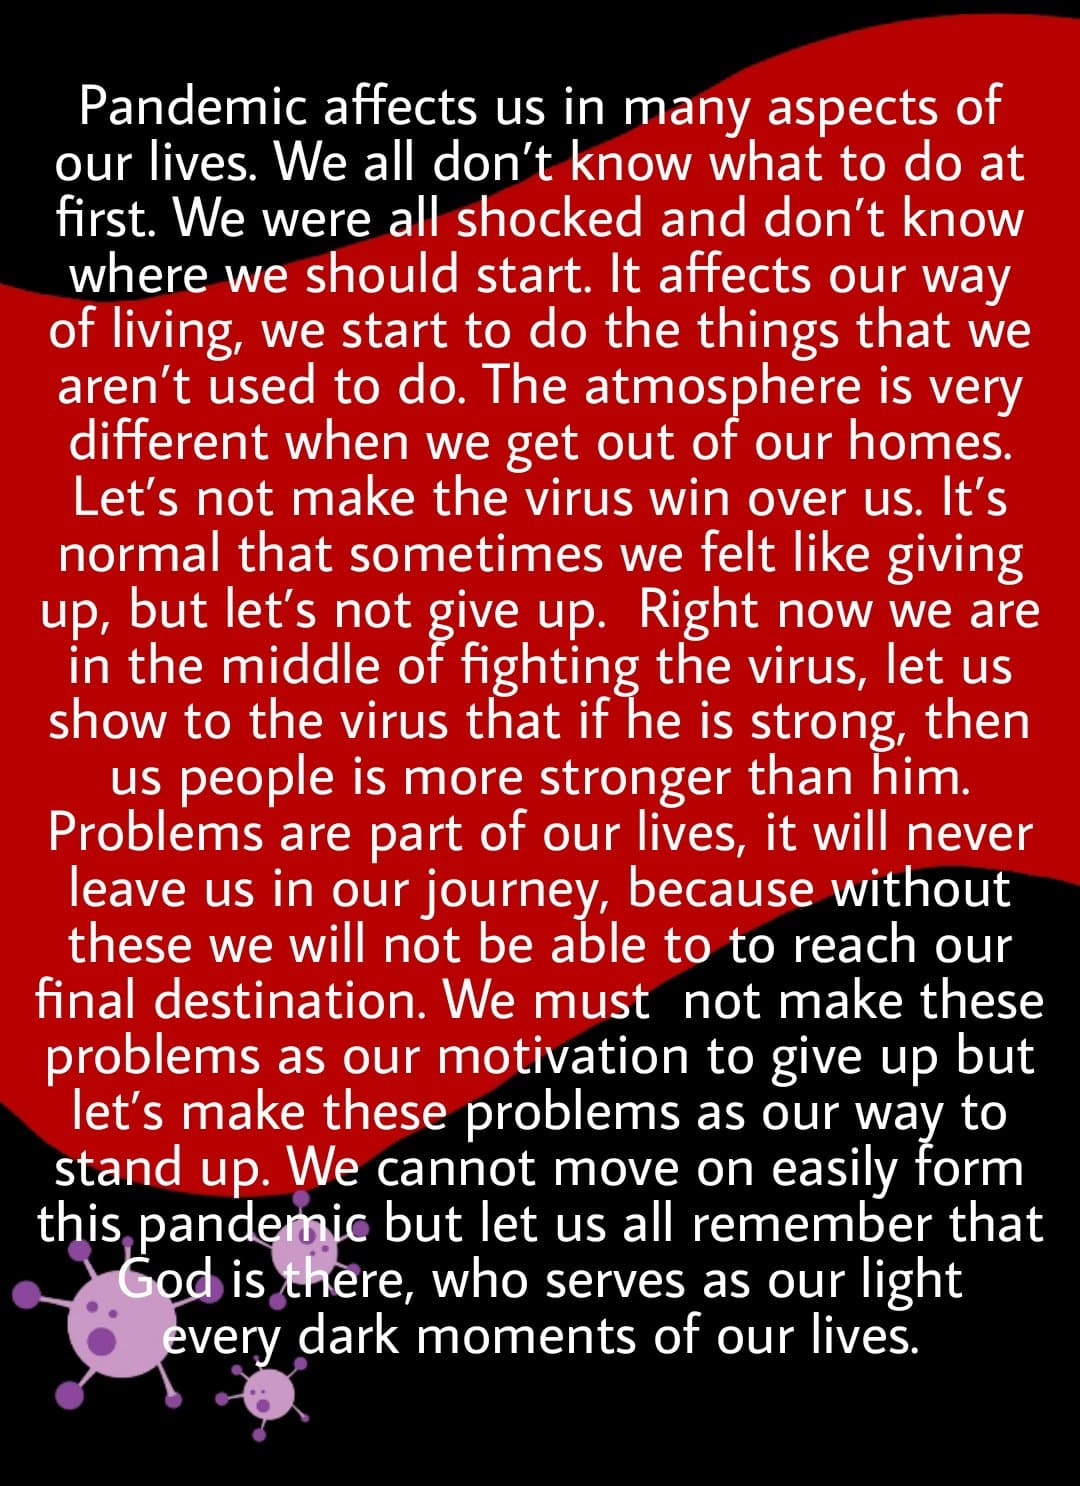 Pandemic affects us in many aspects of
our lives. We all don't know what to do at
first. We were all shocked and don't know
where we should start. It affects our way
of living, we start to do the things that we
aren't used to do. The atmosphere is very
different when we get out of our homes.
Let's not make the virus win over us. It's
normal that sometimes we felt like giving
up, but let's not give up.  Right now we are
in the middle of fighting the virus, let us
show to the virus that if he is strong, then
us people is more stronger than him.
Problems are part of our lives, it will never
leave us in our journey, because without
these we will not be able to to reach our
final destination. We must  not make these
problems as our motivation to give up but
let's make these problems as our way to
stand up. We cannot move on easily form
this pandemic but let us all remember that
God is there, who serves as our light
every dark moments of our lives.